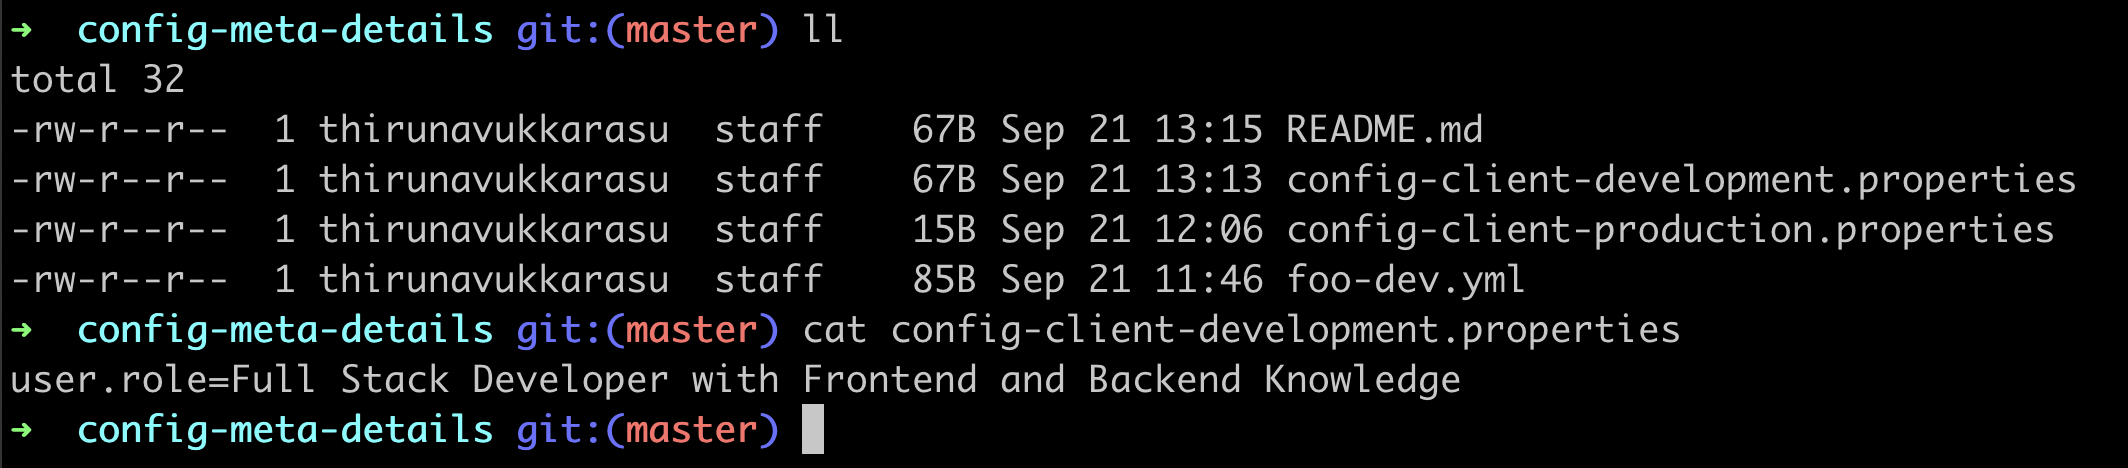 ➜  config-meta-details git:(master) ll
total 32
-rw-r--r--  1 thirunavukkarasu  staff    67B Sep 21 13:15 README.md
-rw-r--r--  1 thirunavukkarasu  staff    67B Sep 21 13:13 config-client-development.properties
-rw-r--r--  1 thirunavukkarasu  staff    15B Sep 21 12:06 config-client-production.properties
-rw-r--r--  1 thirunavukkarasu  staff    85B Sep 21 11:46 foo-dev.yml
➜  config-meta-details git:(master) cat config-client-development.properties
user.role=Full Stack Developer with Frontend and Backend Knowledge
➜  config-meta-details git:(master)